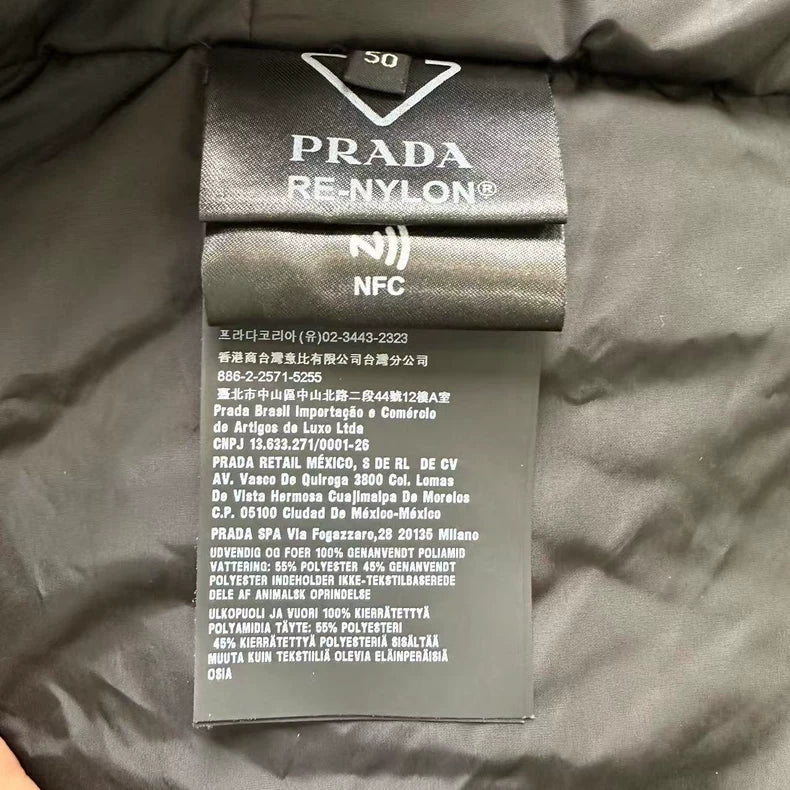 50
PRADA
RE-NYLON®
NFC
프라다코리아(유)02-3443-2323
香港商台灣意比有限公司台灣分公司
886-2-2571-5255
臺北市中山區中山北路二段44號12樓A室
Prada Brasil Importação e Comércio
de Artigos de Luxo Ltda
CNPJ 13.633.271/0001-26
PRADA RETAIL MÉXICO, S DE RL DE CV
AV. Vasco De Quiroga 3800 Col. Lomas
De Vista Hermosa Cuajimalpa De Morelos
C.P. 05100 Ciudad De México-México
PRADA SPA Via Fogazzaro,28 20135 Milano
UDVENDIG OG FOER 100% GENANVENDT POLIAMID
VATTERING: 55% POLYESTER 45% GENANVENDT
POLYESTER INDEHOLDER IKKE-TEKSTILBASEREDE
DELE AF ANIMALSK OPRINDELSE
ULKOPUOLI JA VUORI 100% KIERRÄTETTYÄ
POLYAMIDIA TÄYTE: 55% POLYESTERI
45% KIERRÄTETTYÄ POLYESTERIÄ SISÄLTÄÄ
MUUTA KUIN TEKSTIILIÄ OLEVIA ELÄINPERÄISIÄ
OSIA